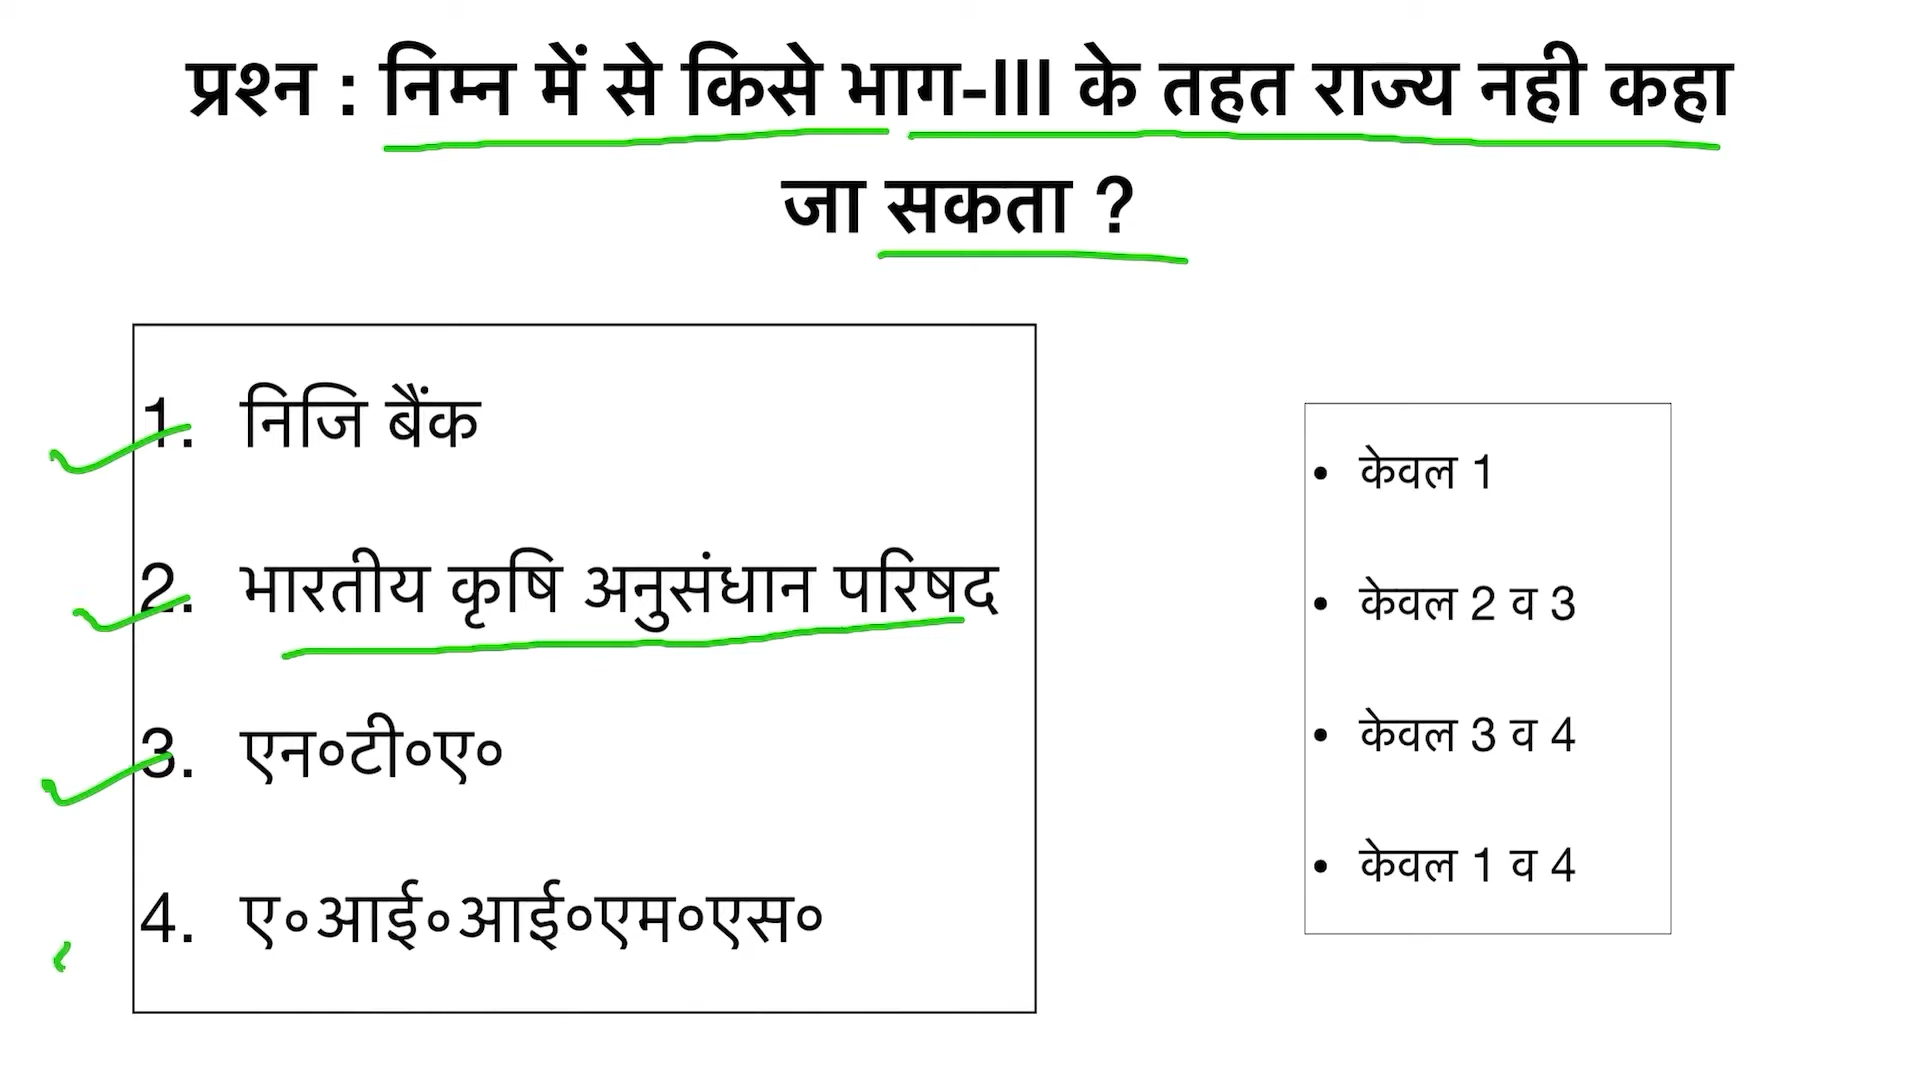 प्रश्न : निम्न में से किसे भाग-III के तहत राज्य नही कहा
जा सकता ?
1. निजि बैंक
2. भारतीय कृषि अनुसंधान परिषद
3. एन०टी०ए०
4. ए०आई०आई०एम०एस०
• केवल 1
• केवल 2 व 3
• केवल 3 व 4
• केवल 1 व 4